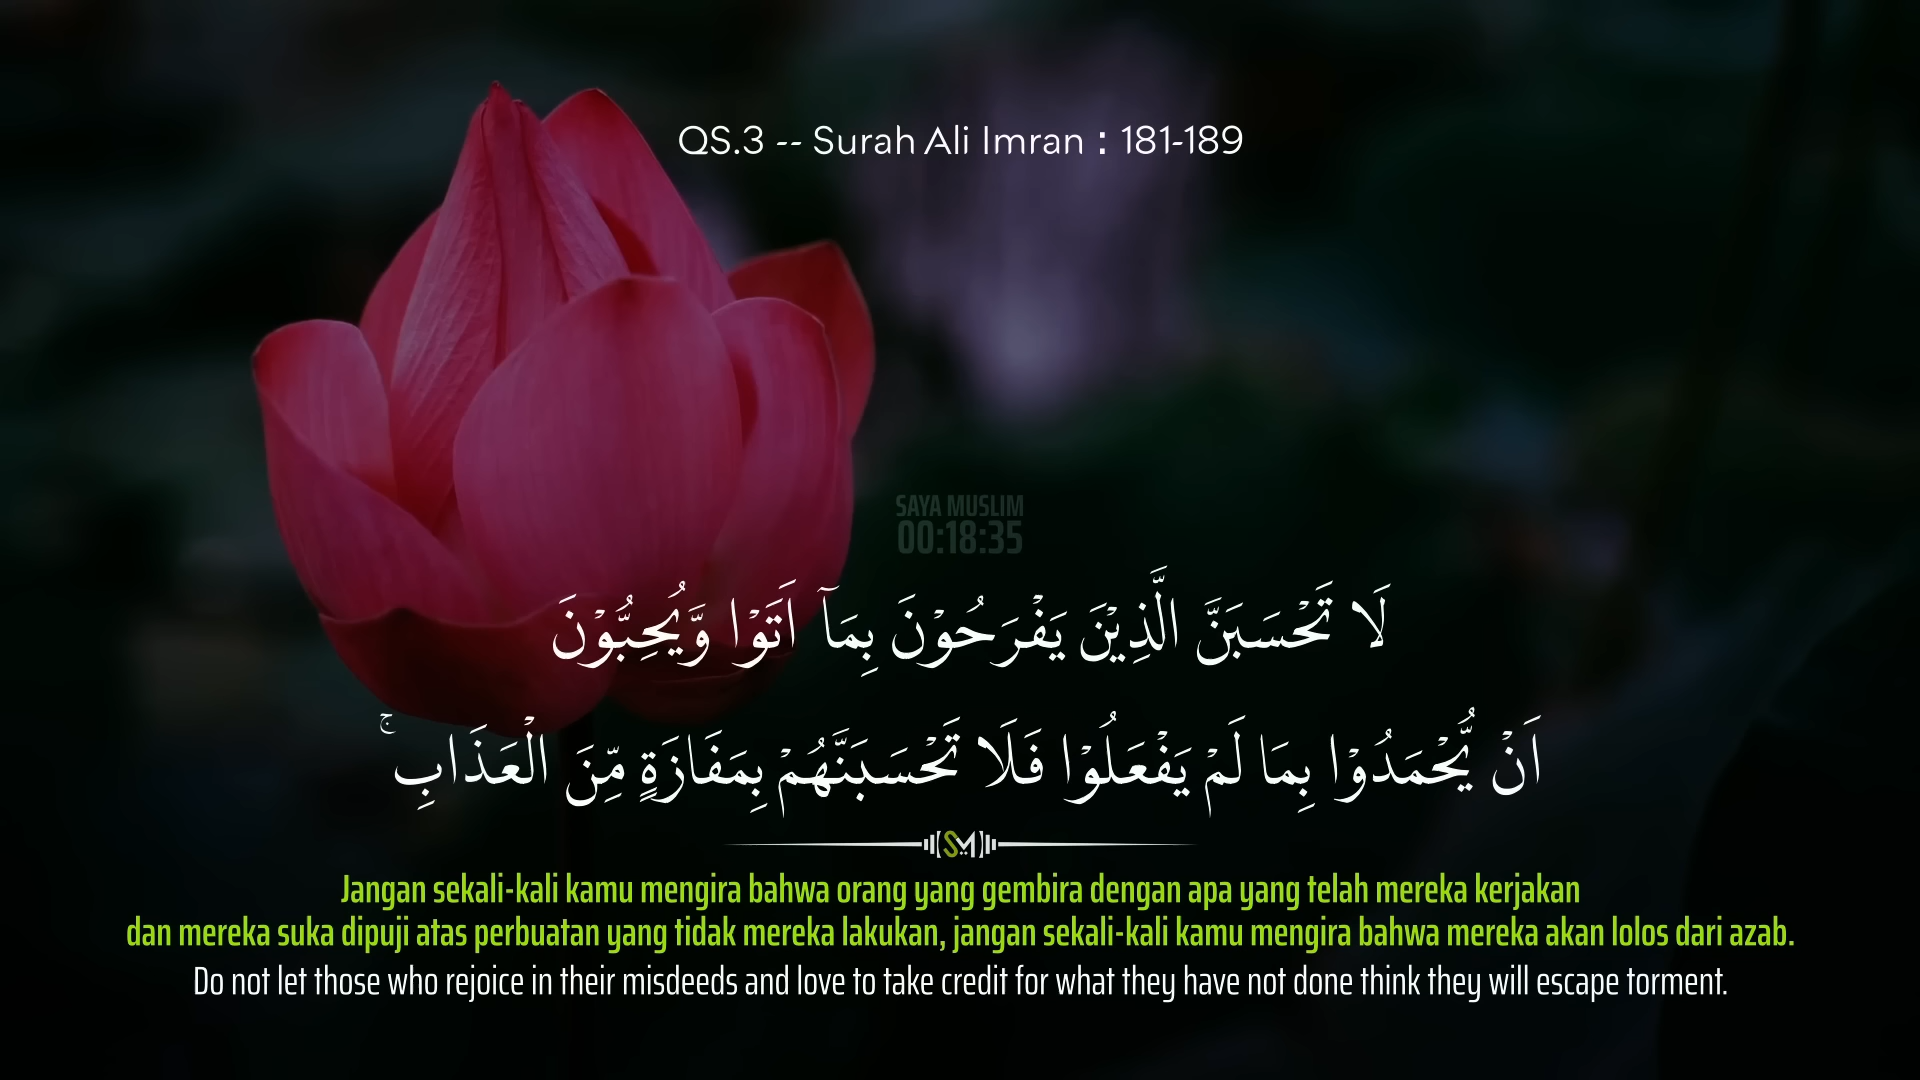 QS.3 -- Surah Ali Imran : 181-189
SAYA MUSLIM
00:18:35
لَا تَحْسَبَنَّ الَّذِيْنَ يَفْرَحُوْنَ بِمَآ اَتَوْا وَّيُحِبُّوْنَ
اَنْ يُّحْمَدُوْا بِمَا لَمْ يَفْعَلُوْا فَلَا تَحْسَبَنَّهُمْ بِمَفَازَةٍ مِّنَ الْعَذَابِۚ
SM
Jangan sekali-kali kamu mengira bahwa orang yang gembira dengan apa yang telah mereka kerjakan
dan mereka suka dipuji atas perbuatan yang tidak mereka lakukan, jangan sekali-kali kamu mengira bahwa mereka akan lolos dari azab.
Do not let those who rejoice in their misdeeds and love to take credit for what they have not done think they will escape torment.